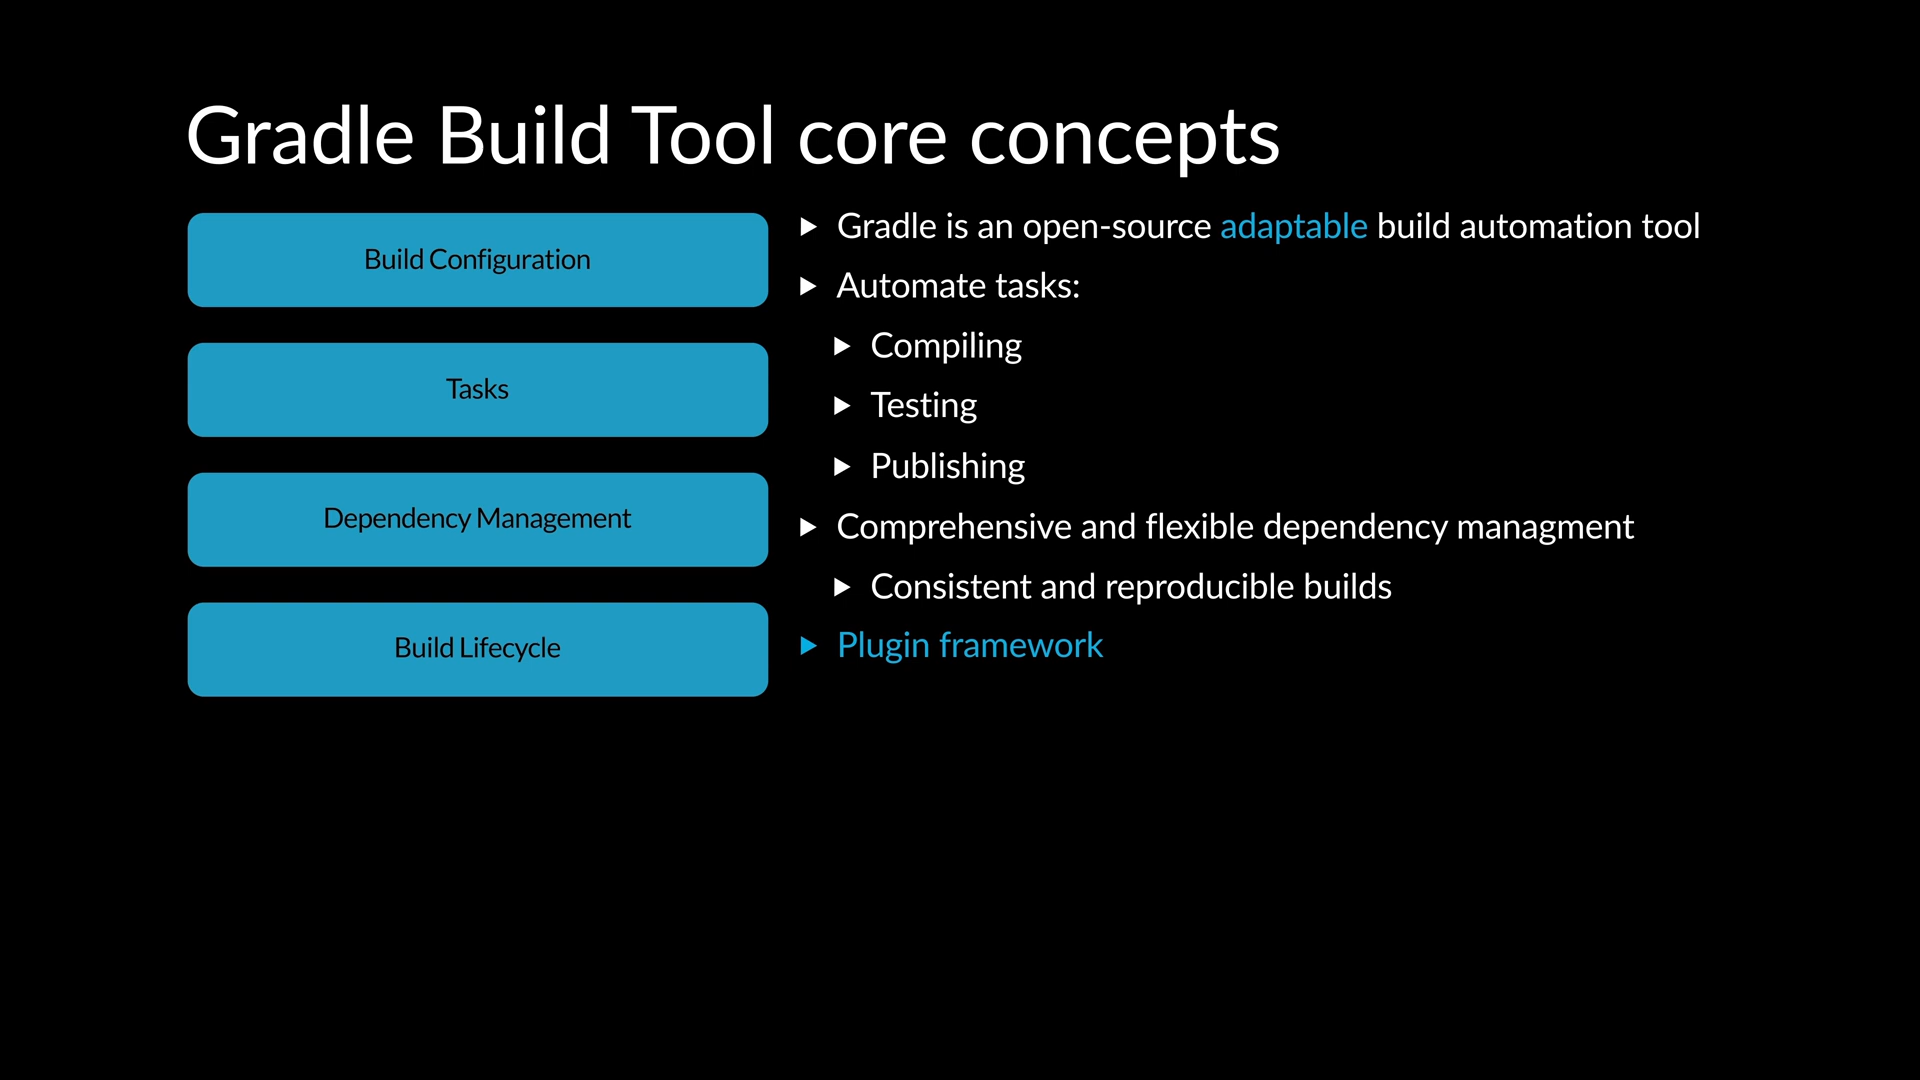 Gradle Build Tool core concepts
Build Configuration
Tasks
Dependency Management
Build Lifecycle
Gradle is an open-source adaptable build automation tool
Automate tasks:
Compiling
Testing
Publishing
Comprehensive and flexible dependency managment
Consistent and reproducible builds
Plugin framework